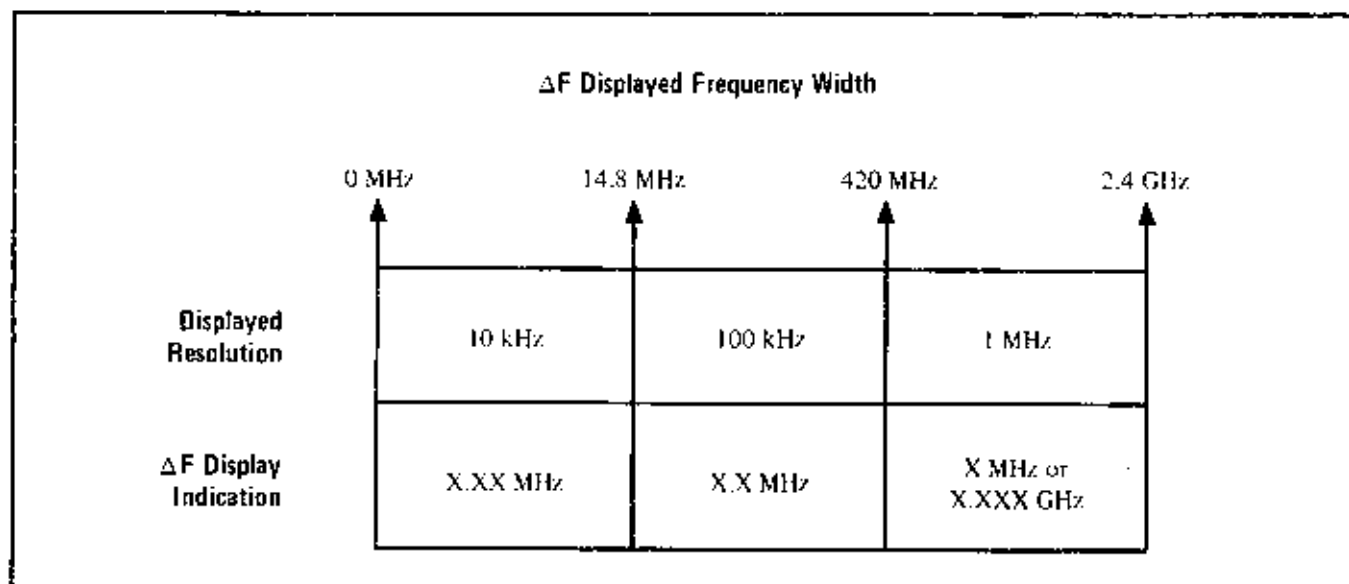 ΔF Displayed Frequency Width
0 MHz 14.8 MHz 420 MHz 2.4 GHz
Displayed
Resolution
10 kHz 100 kHz 1 MHz
ΔF Display
Indication
X.XX MHz X.X MHz X MHz or
X.XXX GHz